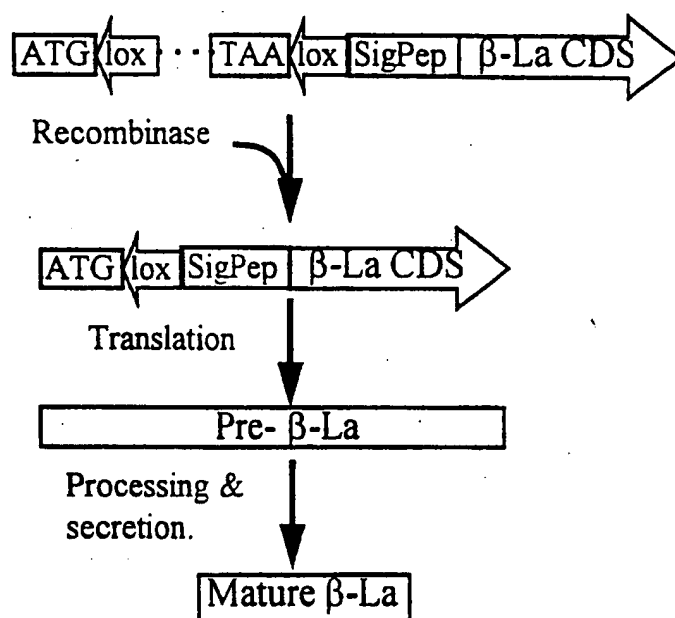 ATG lox ··· TAA lox SigPep β-La CDS
Recombinase
ATG lox SigPep β-La CDS
Translation
Pre- β-La
Processing &
secretion.
Mature β-La